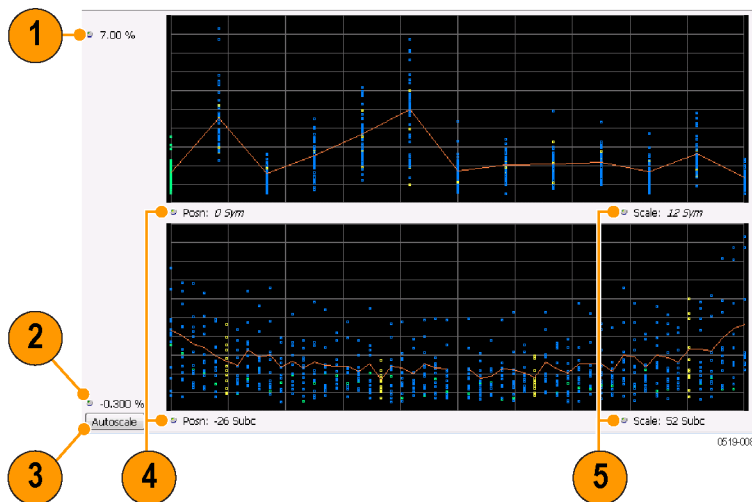 1
7.00 %
Posn: 0 Sym
Scale: 12 Sym
2
-0.300 %
Autoscale
Posn: -26 Subc
Scale: 52 Subc
0519-008
3
4
5